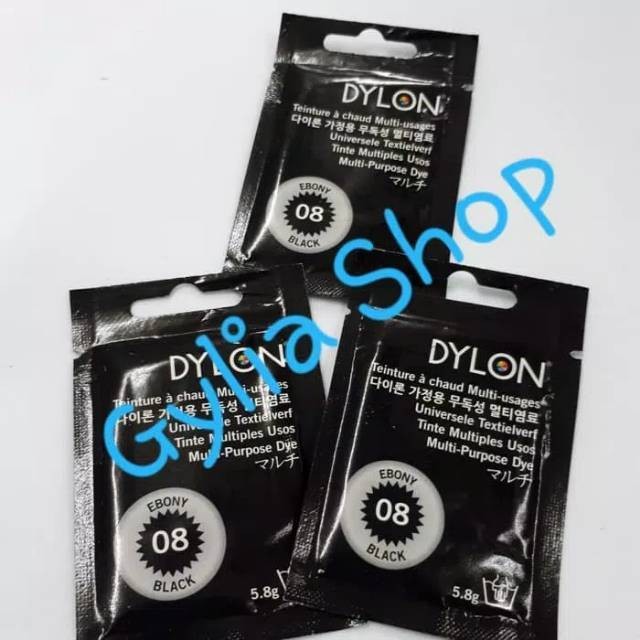 DYLON
Teinture à chaud Multi-usages
다이론 가정용 무독성 멀티염료
Universele Textielverf
Tinte Multiples Usos
Multi-Purpose Dye
マルチ
EBONY
08
BLACK
Gylia Shop
DYLON
Teinture à chaud Multi-usages
다이론 가정용 무독성 멀티염료
Universele Textielverf
Tinte Multiples Usos
Multi-Purpose Dye
マルチ
EBONY
08
BLACK
5.8g
DYLON
Teinture à chaud Multi-usages
다이론 가정용 무독성 멀티염료
Universele Textielverf
Tinte Multiples Usos
Multi-Purpose Dye
マルチ
EBONY
08
BLACK
5.8g